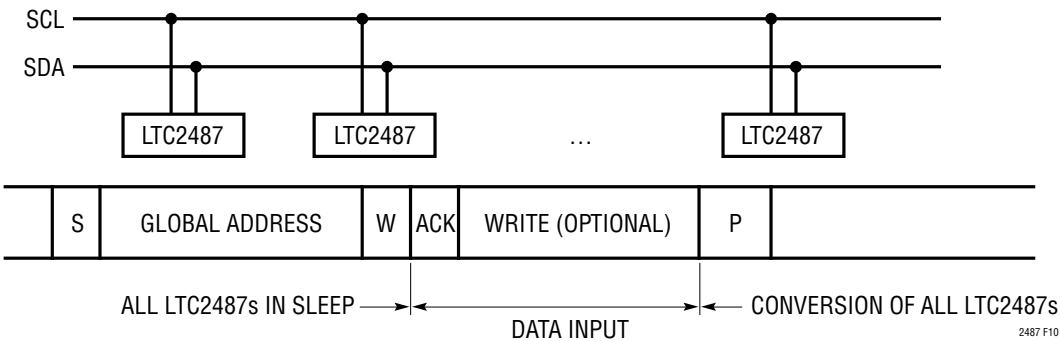 SCL
SDA
LTC2487 LTC2487 ... LTC2487
S GLOBAL ADDRESS W ACK WRITE (OPTIONAL) P
ALL LTC2487s IN SLEEP CONVERSION OF ALL LTC2487s
DATA INPUT
2487 F10